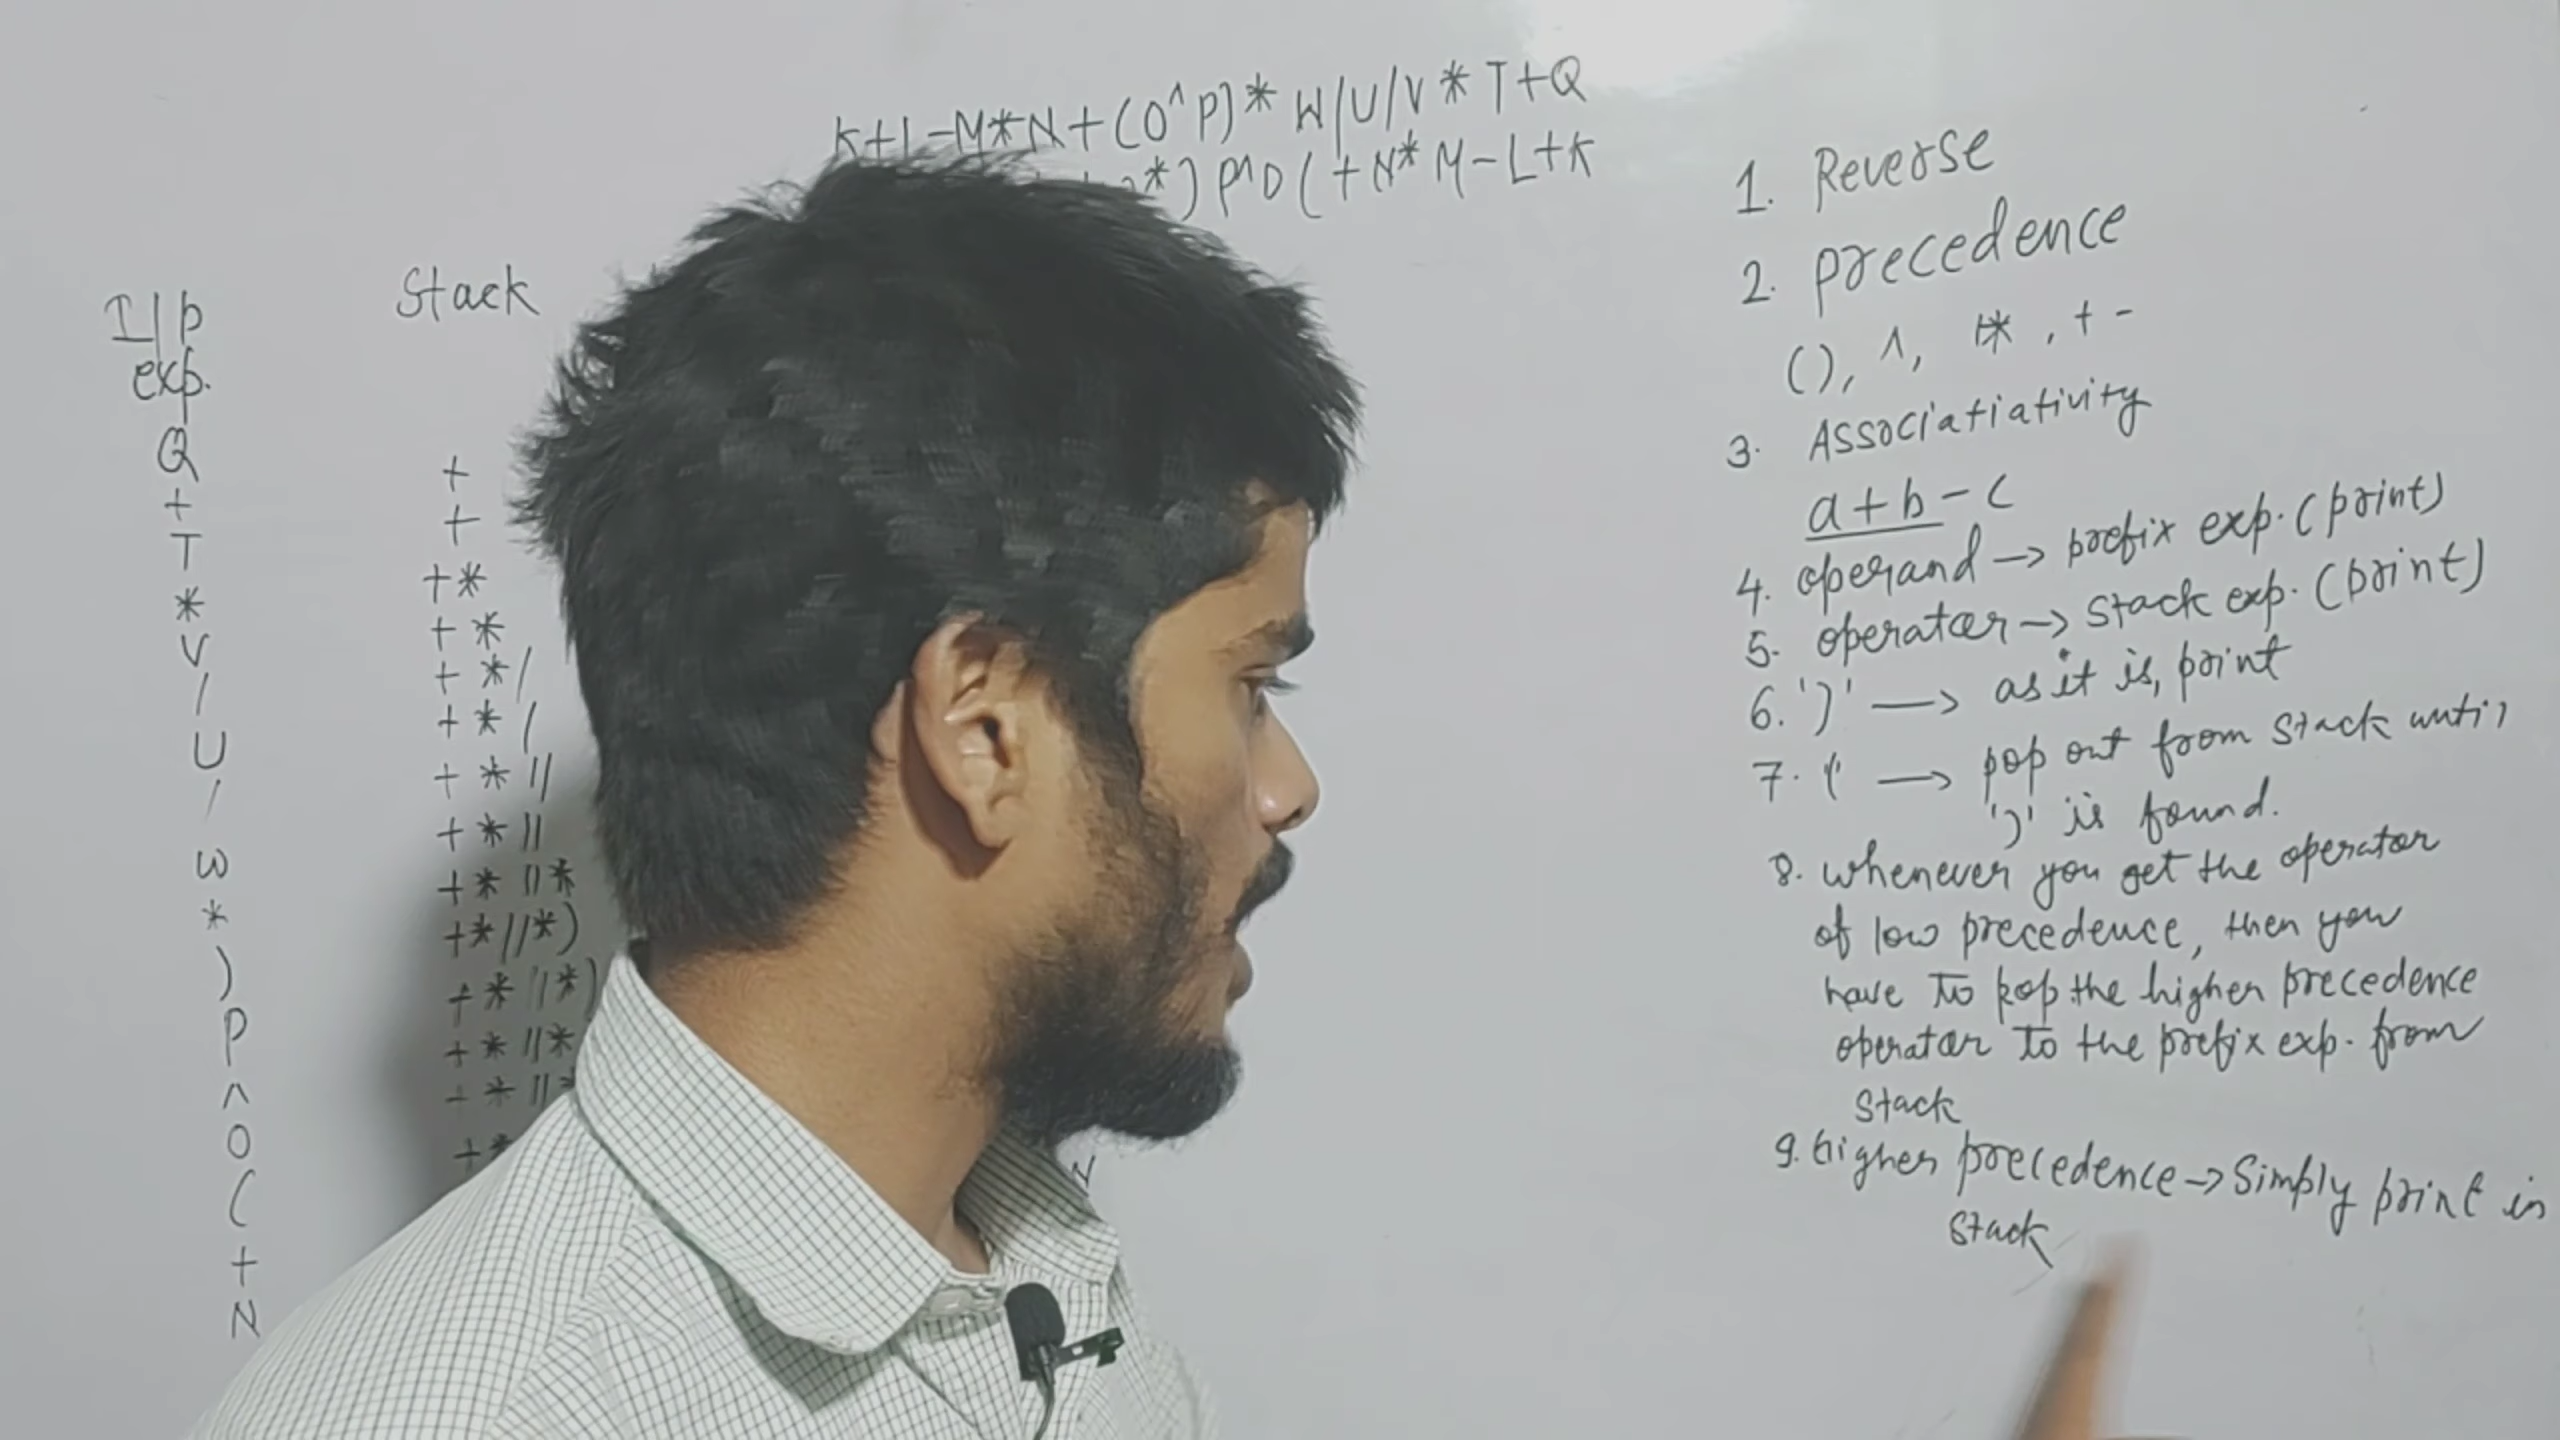 K+L-M*N+(O^P)*W/U/V*T+Q
*)P^O(+N*M-L+K
I/p
exp.
Q
+
T
*
V
/
U
/
W
*
)
P
^
O
(
+
N
Stack
+
+
+*
+*
+*/
+*/
+*//
+*//
+*//*
+*//*)
+*//*)
+*//*
+*//*
+*
1. Reverse
2. Precedence
(), ^, /*, +-
3. Associatiativity
a+b-c
4. operand → prefix exp. (print)
5. operator → Stack exp. (print)
6. ')' → as it is, print
7. '(' → pop out from stack until
')' is found.
8. whenever you get the operator
of low precedence, then you
have to pop the higher precedence
operator to the prefix exp. from
stack
9. Higher precedence → Simply print in
stack